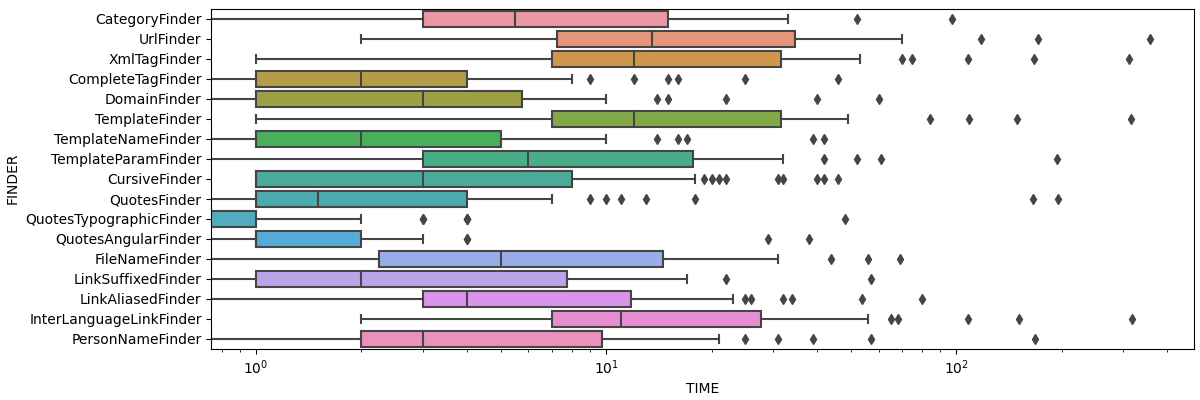 CategoryFinder
UrlFinder
XmlTagFinder
CompleteTagFinder
DomainFinder
TemplateFinder
TemplateNameFinder
TemplateParamFinder
CursiveFinder
QuotesFinder
QuotesTypographicFinder
QuotesAngularFinder
FileNameFinder
LinkSuffixedFinder
LinkAliasedFinder
InterLanguageLinkFinder
PersonNameFinder
FINDER
10⁰ 10¹ 10²
TIME